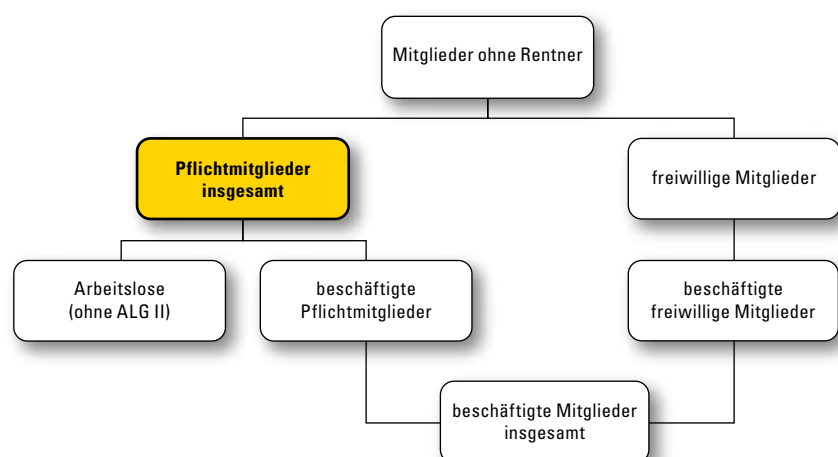 Mitglieder ohne Rentner
Pflichtmitglieder
insgesamt
freiwillige Mitglieder
Arbeitslose
(ohne ALG II)
beschäftigte
Pflichtmitglieder
beschäftigte
freiwillige Mitglieder
beschäftigte Mitglieder
insgesamt